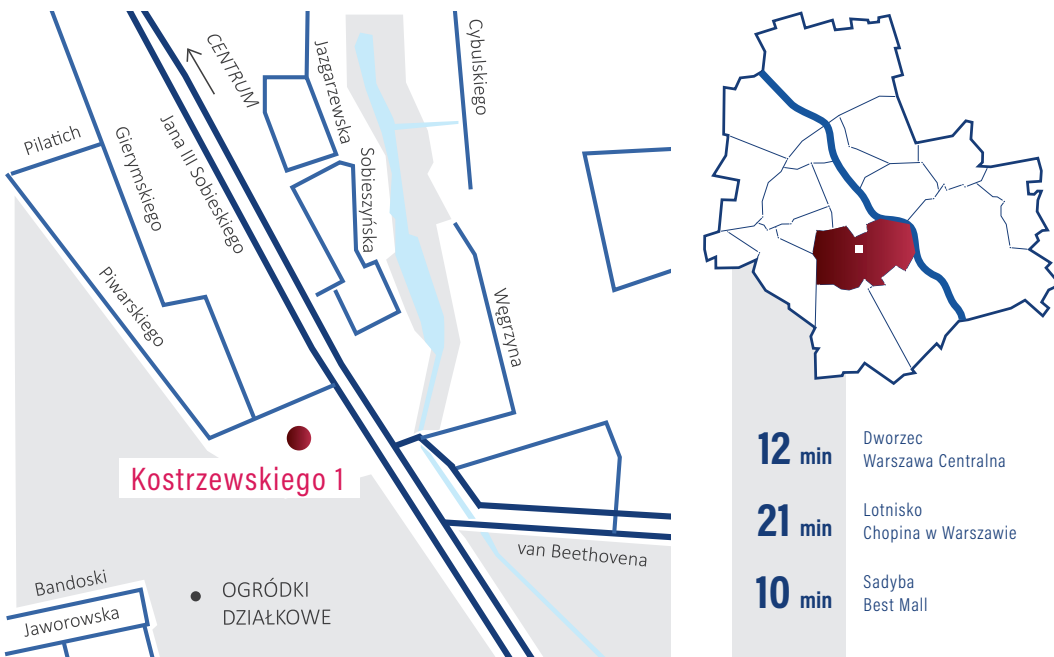 CENTRUM
Jazgarzewska
Cybulskiego
Pilatich
Gierymskiego
Jana III Sobieskiego
Sobieszyńska
Piwarskiego
Węgrzyna
Kostrzewskiego 1
van Beethovena
Bandoski
Jaworowska
OGRÓDKI
DZIAŁKOWE
12 min
Dworzec
Warszawa Centralna
21 min
Lotnisko
Chopina w Warszawie
10 min
Sadyba
Best Mall